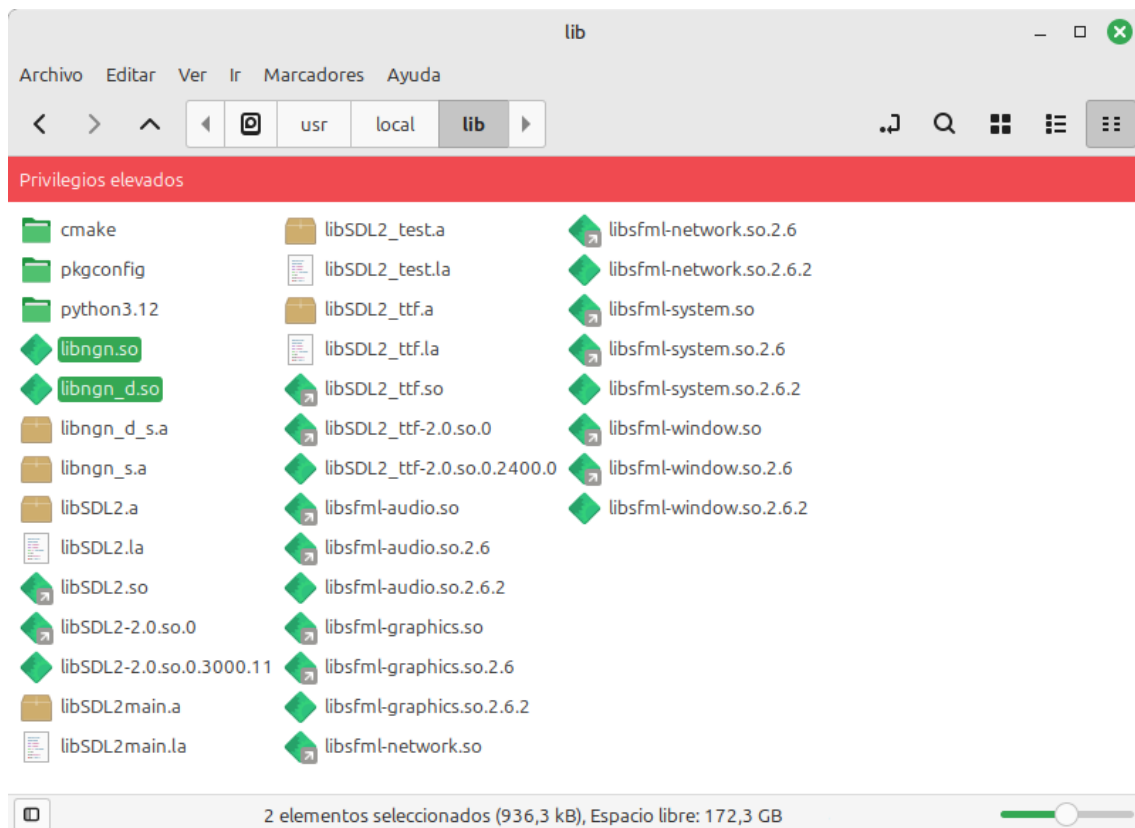 lib
Archivo Editar Ver Ir Marcadores Ayuda
usr local lib
Privilegios elevados
cmake
pkgconfig
python3.12
libngn.so
libngn_d.so
libngn_d_s.a
libngn_s.a
libSDL2.a
libSDL2.la
libSDL2.so
libSDL2-2.0.so.0
libSDL2-2.0.so.0.3000.11
libSDL2main.a
libSDL2main.la
libSDL2_test.a
libSDL2_test.la
libSDL2_ttf.a
libSDL2_ttf.la
libSDL2_ttf.so
libSDL2_ttf-2.0.so.0
libSDL2_ttf-2.0.so.0.2400.0
libsfml-audio.so
libsfml-audio.so.2.6
libsfml-audio.so.2.6.2
libsfml-graphics.so
libsfml-graphics.so.2.6
libsfml-graphics.so.2.6.2
libsfml-network.so
libsfml-network.so.2.6
libsfml-network.so.2.6.2
libsfml-system.so
libsfml-system.so.2.6
libsfml-system.so.2.6.2
libsfml-window.so
libsfml-window.so.2.6
libsfml-window.so.2.6.2
2 elementos seleccionados (936,3 kB), Espacio libre: 172,3 GB